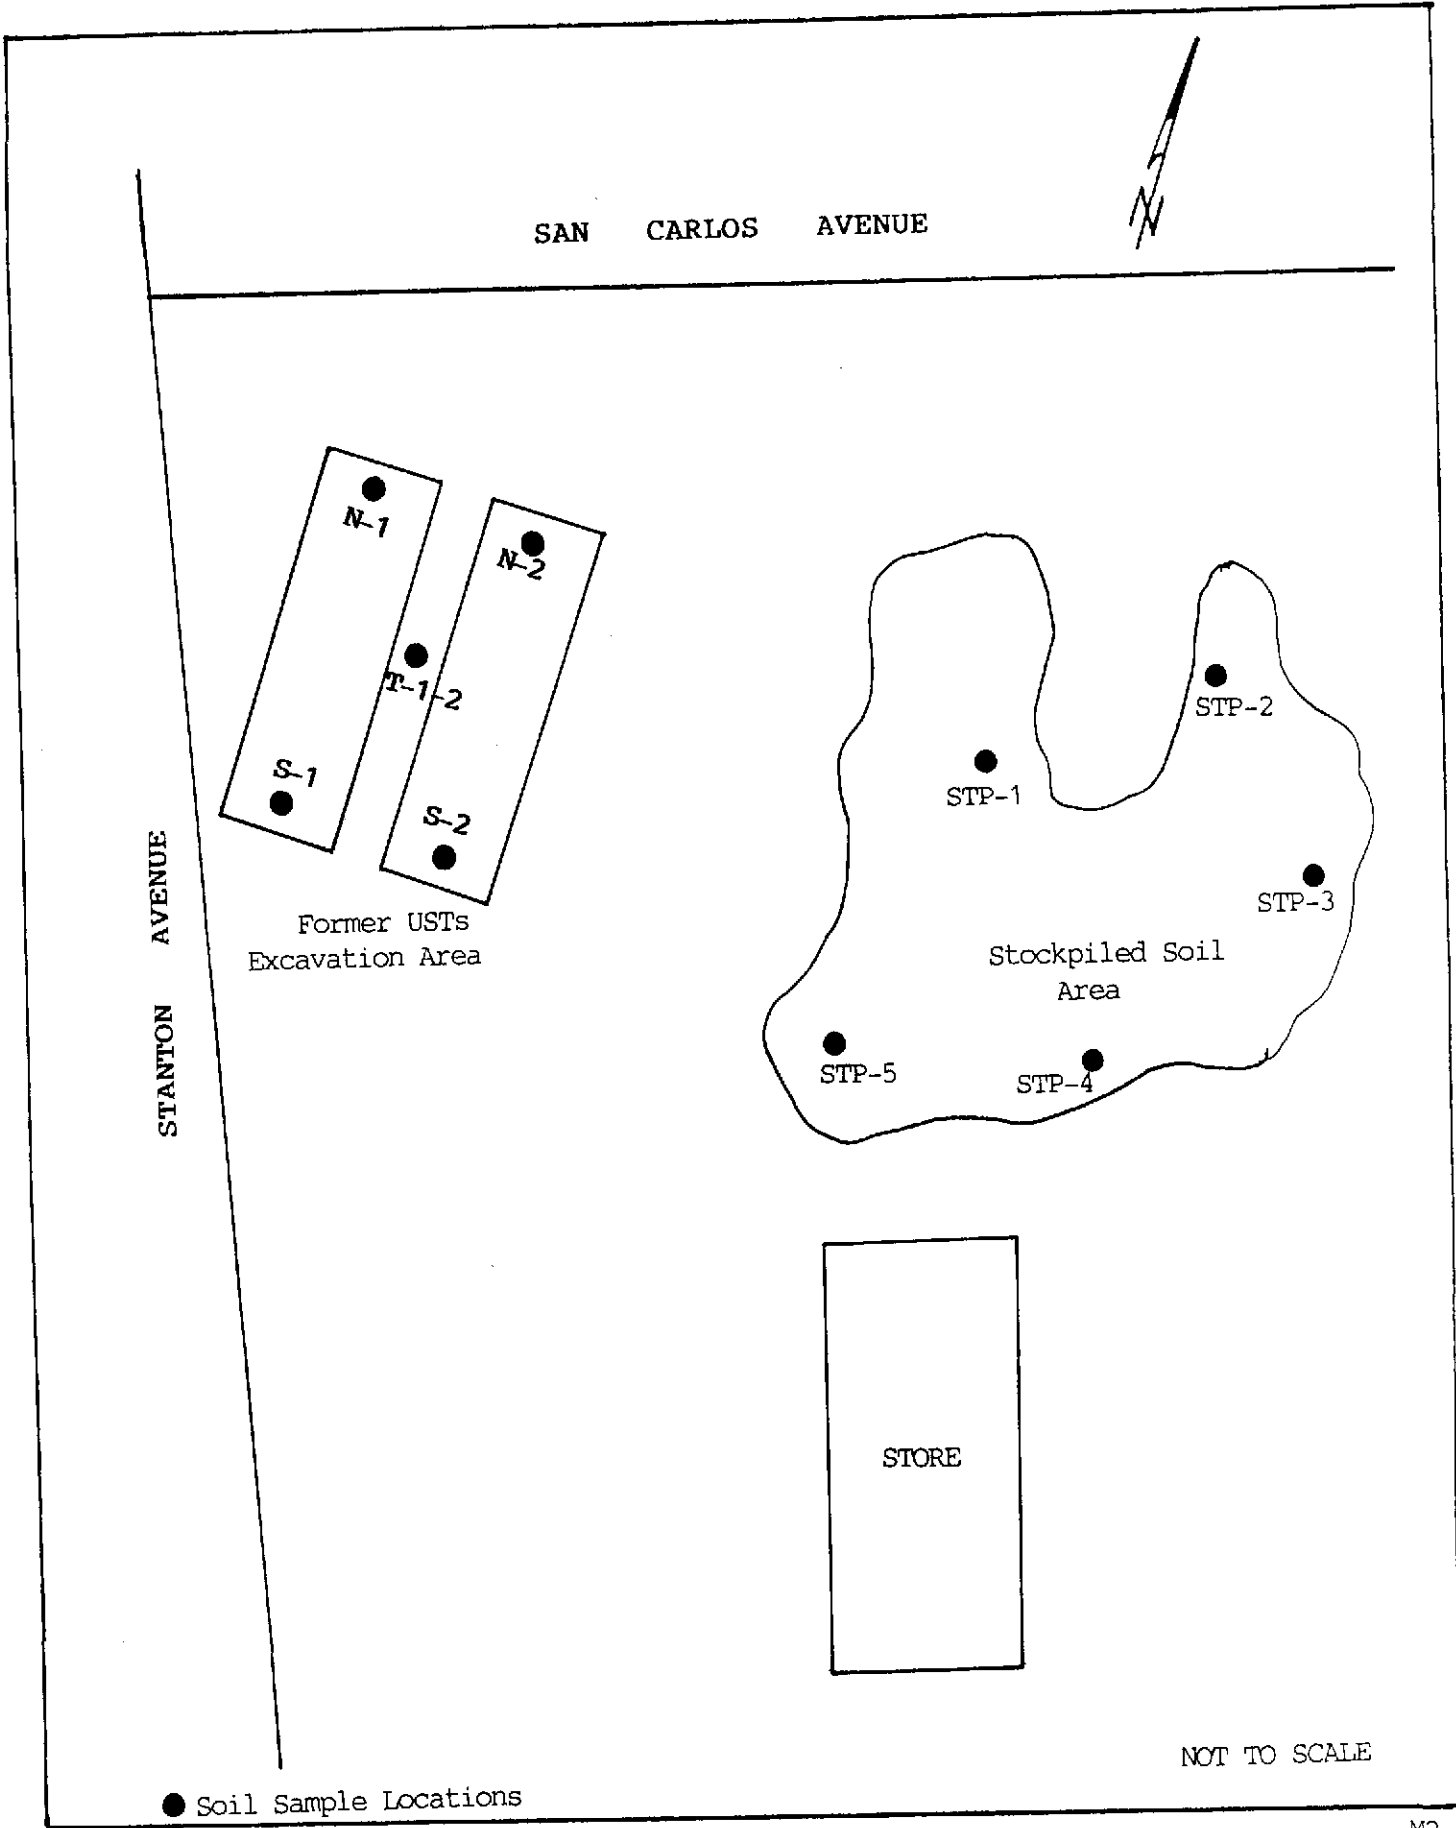 N
SAN CARLOS AVENUE
N-1
N-2
T-1-2
S-1
S-2
Former USTs
Excavation Area
STANTON AVENUE
STP-2
STP-1
STP-3
Stockpiled Soil
Area
STP-5
STP-4
STORE
NOT TO SCALE
Soil Sample Locations